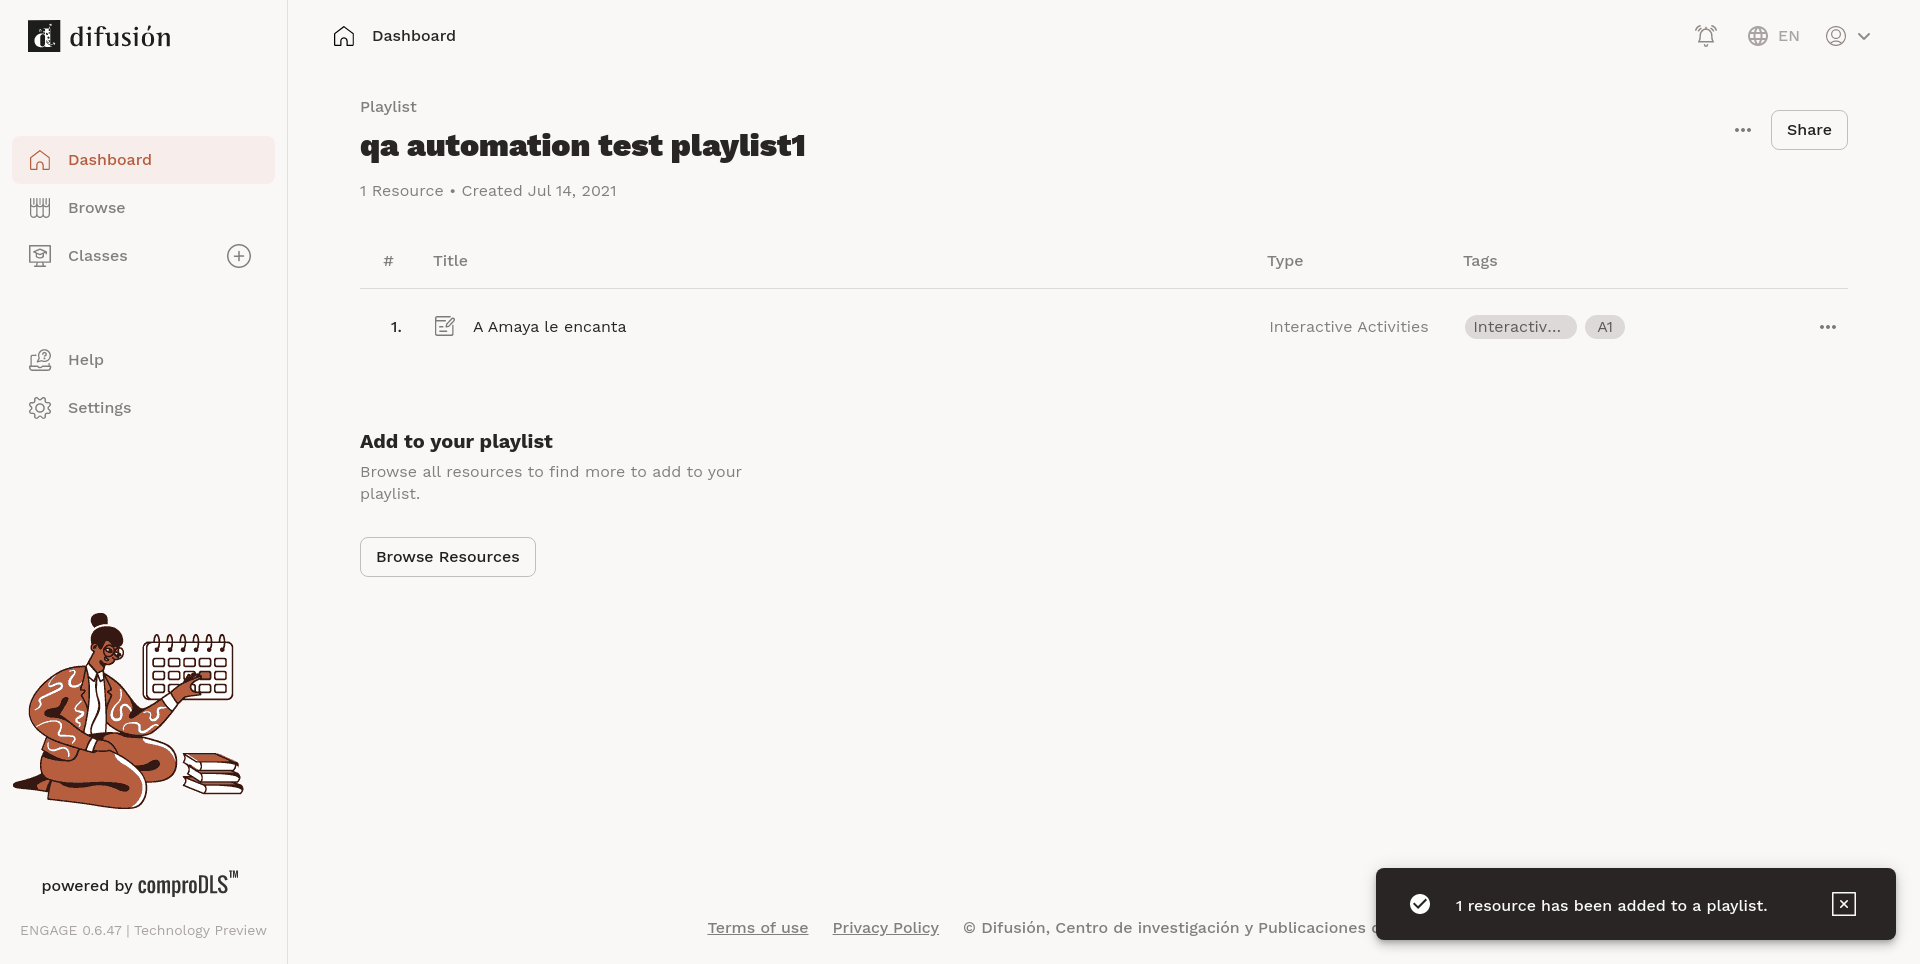 difusión
Dashboard
EN
Dashboard
Browse
Classes
Help
Settings
powered by comproDLS™
ENGAGE 0.6.47 | Technology Preview
Playlist
qa automation test playlist1
1 Resource • Created Jul 14, 2021
Share
# Title Type Tags
1. A Amaya le encanta Interactive Activities Interactiv... A1
Add to your playlist
Browse all resources to find more to add to your
playlist.
Browse Resources
1 resource has been added to a playlist.
Terms of use Privacy Policy © Difusión, Centro de investigación y Publicaciones